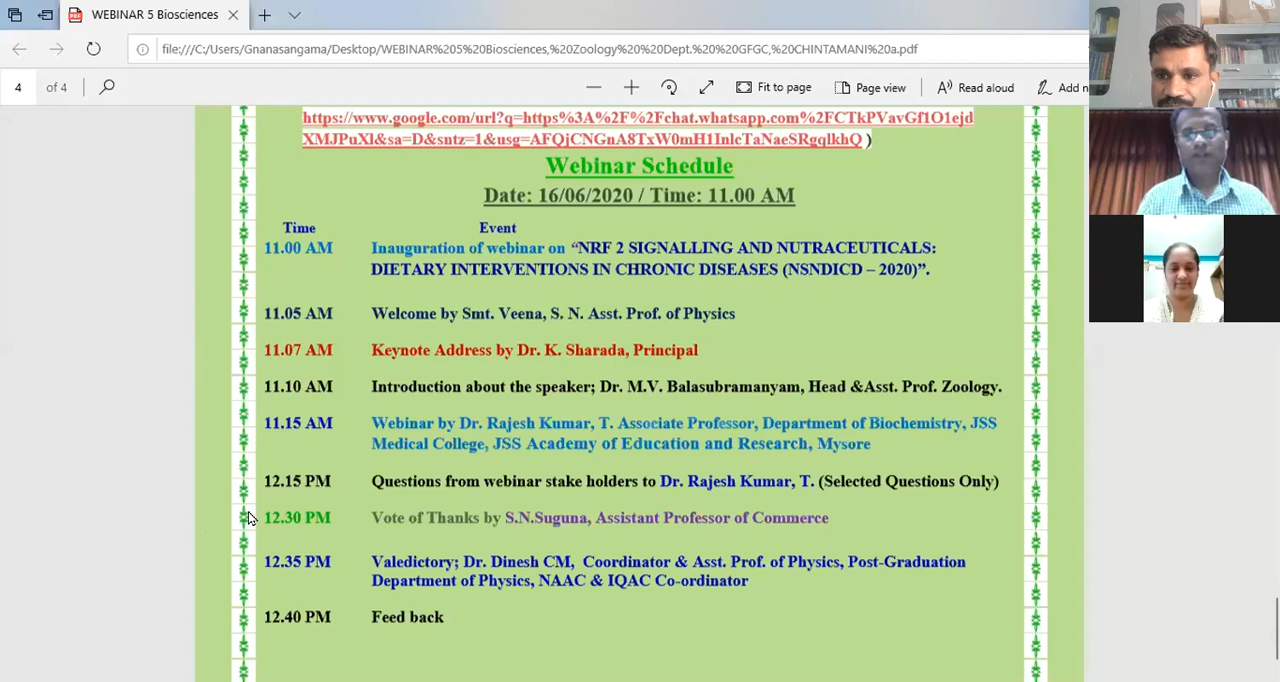 WEBINAR 5 Biosciences
file:///C:/Users/Gnanasangama/Desktop/WEBINAR%205%20Biosciences,%20Zoology%20%20Dept.%20%20GFGC,%20CHINTAMANI%20a.pdf
4 of 4 Fit to page Page view Read aloud Add n
https://www.google.com/url?q=https%3A%2F%2Fchat.whatsapp.com%2FCTkPVavGf1O1ejd
XMJPuXl&sa=D&sntz=1&usg=AFQjCNGnA8TxW0mH1InlcTaNaeSRgqlkhQ )
Webinar Schedule
Date: 16/06/2020 / Time: 11.00 AM
Time Event
11.00 AM Inauguration of webinar on “NRF 2 SIGNALLING AND NUTRACEUTICALS:
DIETARY INTERVENTIONS IN CHRONIC DISEASES (NSNDICD – 2020)”.
11.05 AM Welcome by Smt. Veena, S. N. Asst. Prof. of Physics
11.07 AM Keynote Address by Dr. K. Sharada, Principal
11.10 AM Introduction about the speaker; Dr. M.V. Balasubramanyam, Head &Asst. Prof. Zoology.
11.15 AM Webinar by Dr. Rajesh Kumar, T. Associate Professor, Department of Biochemistry, JSS
Medical College, JSS Academy of Education and Research, Mysore
12.15 PM Questions from webinar stake holders to Dr. Rajesh Kumar, T. (Selected Questions Only)
12.30 PM Vote of Thanks by S.N.Suguna, Assistant Professor of Commerce
12.35 PM Valedictory; Dr. Dinesh CM, Coordinator & Asst. Prof. of Physics, Post-Graduation
Department of Physics, NAAC & IQAC Co-ordinator
12.40 PM Feed back